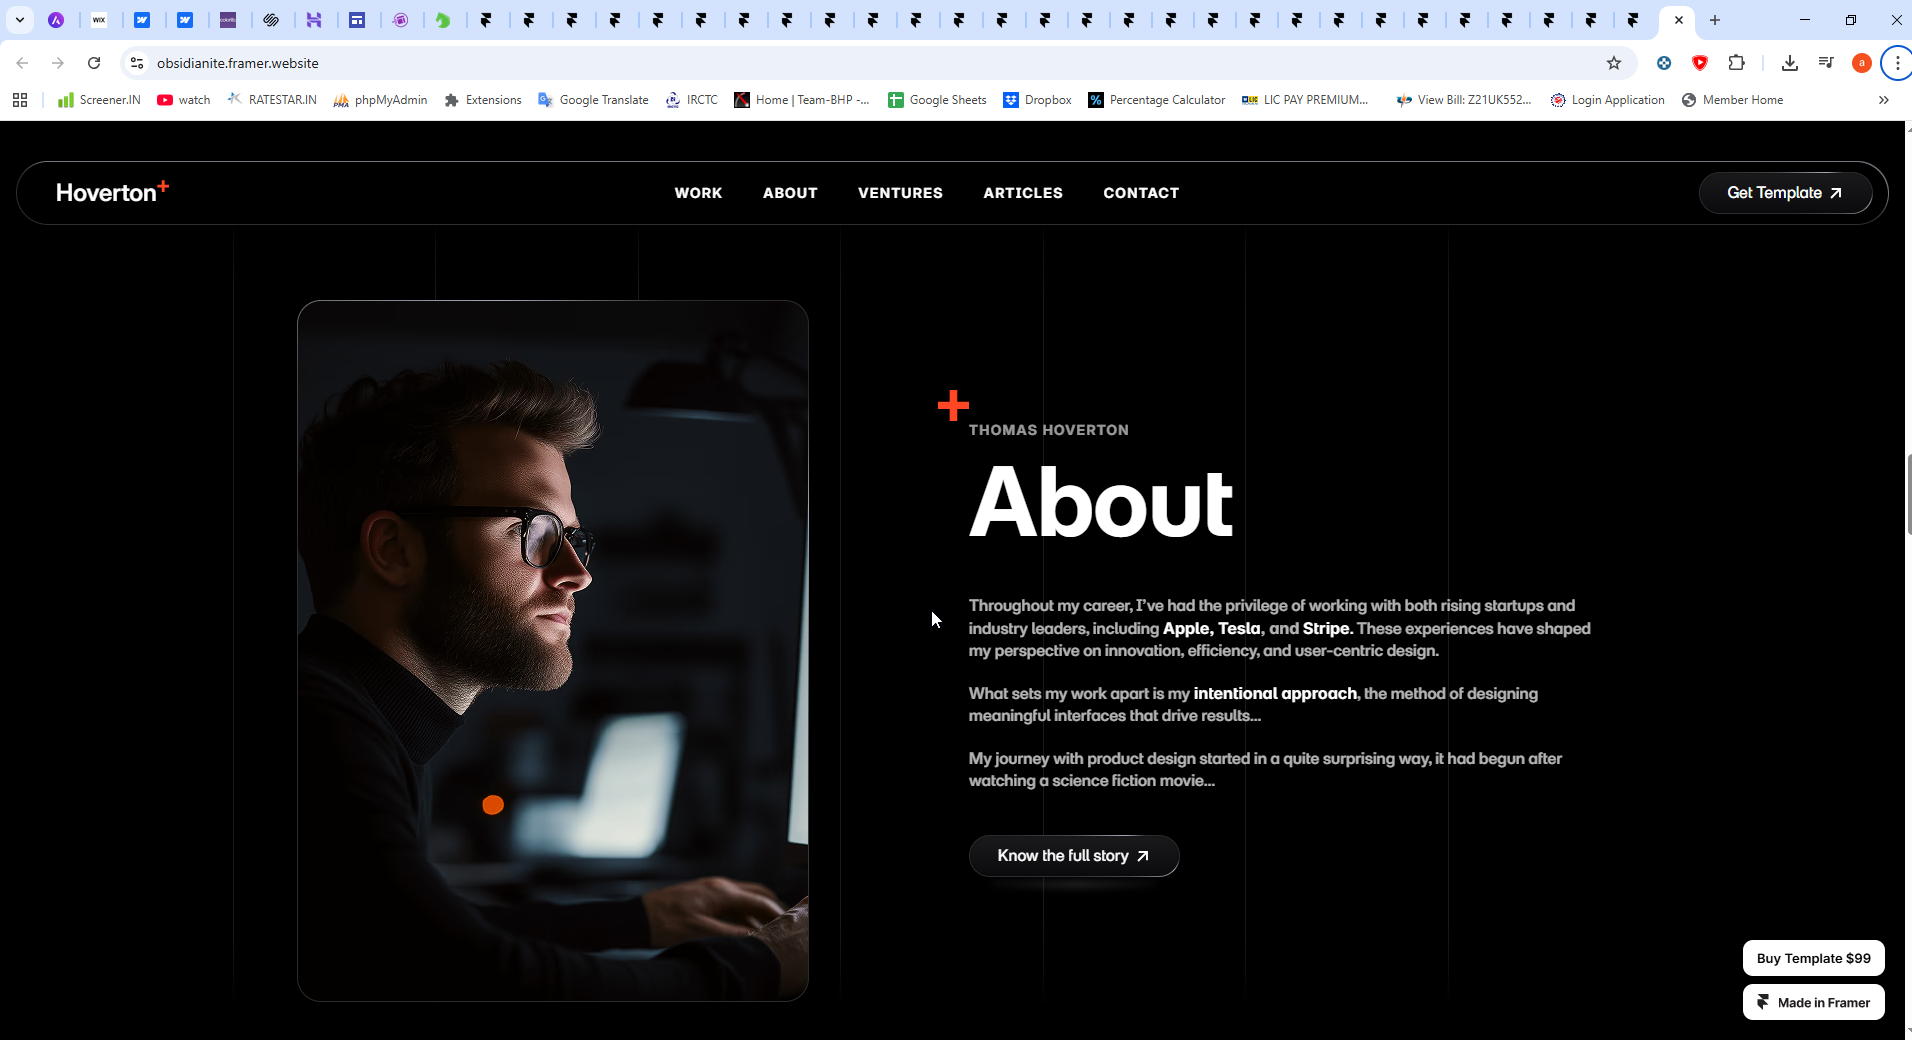 WIX
obsidianite.framer.website
a
Screener.IN
watch
RATESTAR.IN
PMA
phpMyAdmin
Extensions
Google Translate
IRCTC
Home | Team-BHP -...
Google Sheets
Dropbox
%
Percentage Calculator
LIC PAY PREMIUM...
View Bill: Z21UK552...
Login Application
Member Home
Hoverton+
WORK
ABOUT
VENTURES
ARTICLES
CONTACT
Get Template
THOMAS HOVERTON
About
Throughout my career, I've had the privilege of working with both rising startups and
industry leaders, including Apple, Tesla, and Stripe. These experiences have shaped
my perspective on innovation, efficiency, and user-centric design.
What sets my work apart is my intentional approach, the method of designing
meaningful interfaces that drive results...
My journey with product design started in a quite surprising way, it had begun after
watching a science fiction movie...
Know the full story
Buy Template $99
Made in Framer